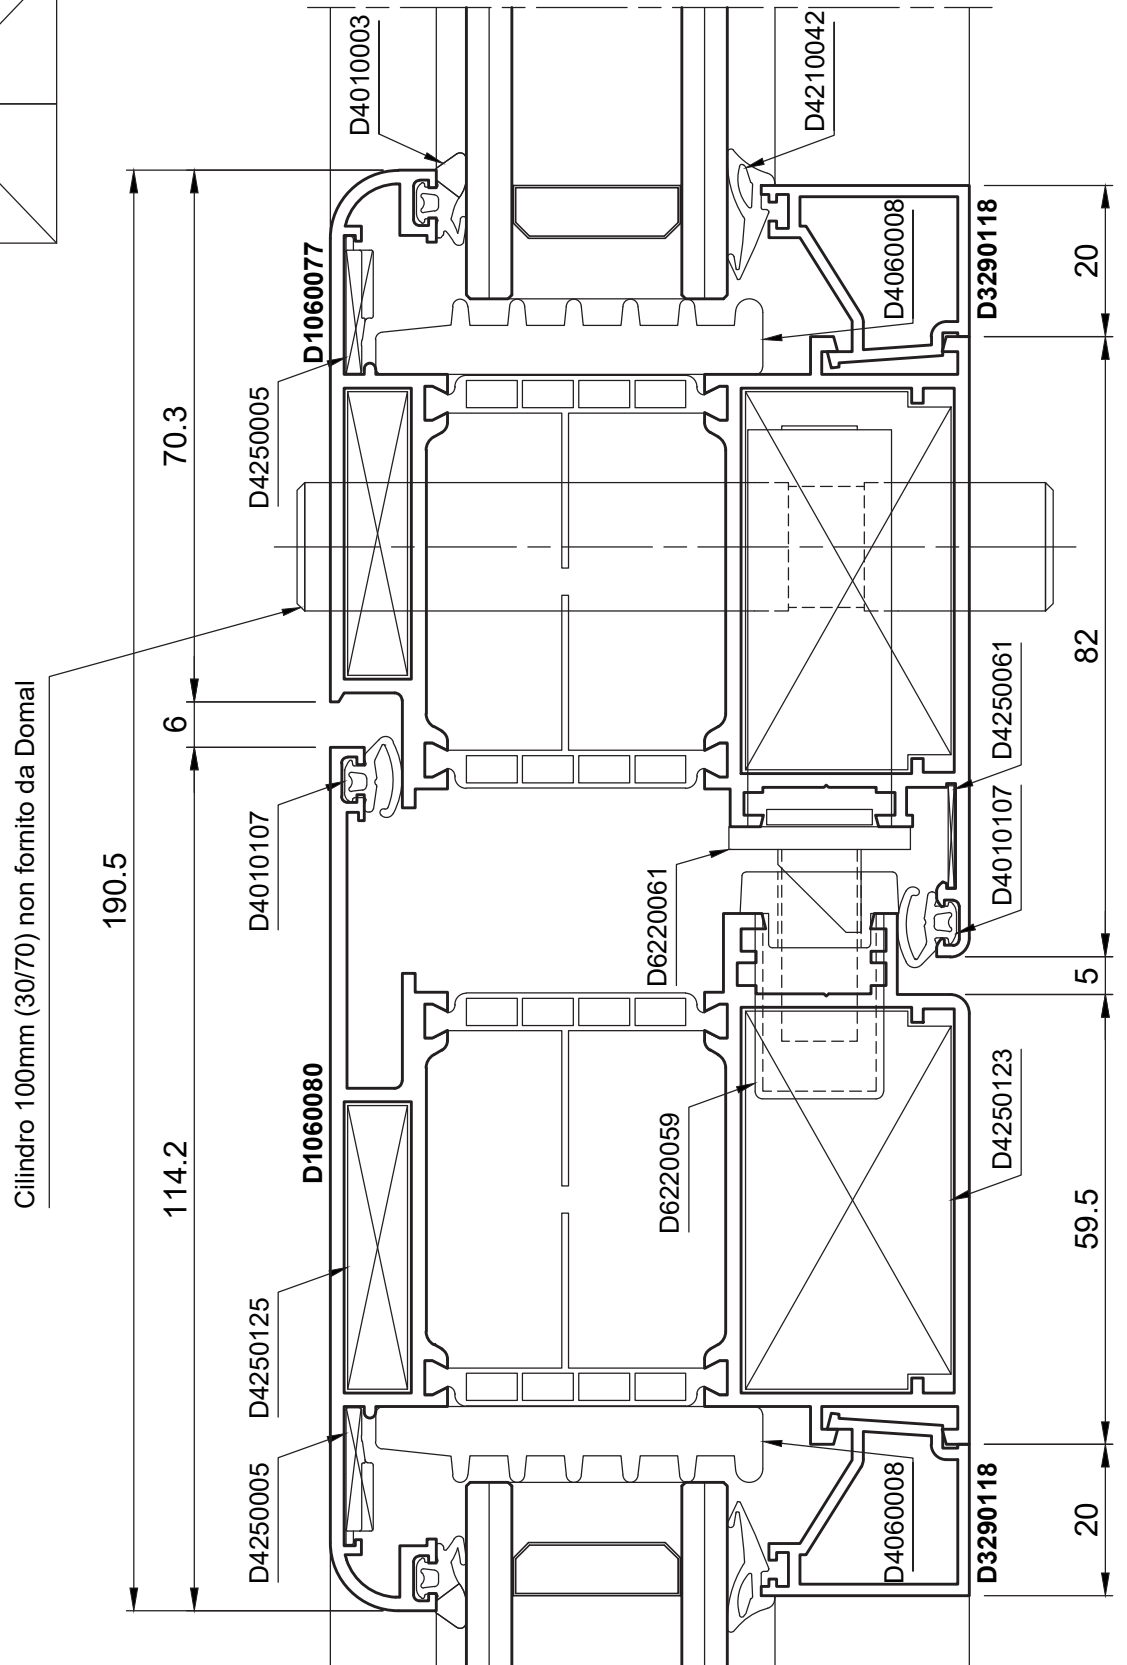 Cilindro 100mm (30/70) non fornito da Domal
190.5
114.2
6
70.3
D4250005
D4250125
D4010107
D4250005
D1060080
D1060077
D4010003
D6220059
D6220061
D4210042
D4060008
D4060008
D3290118
D4250123
D4010107
D4250061
D3290118
20
59.5
5
82
20